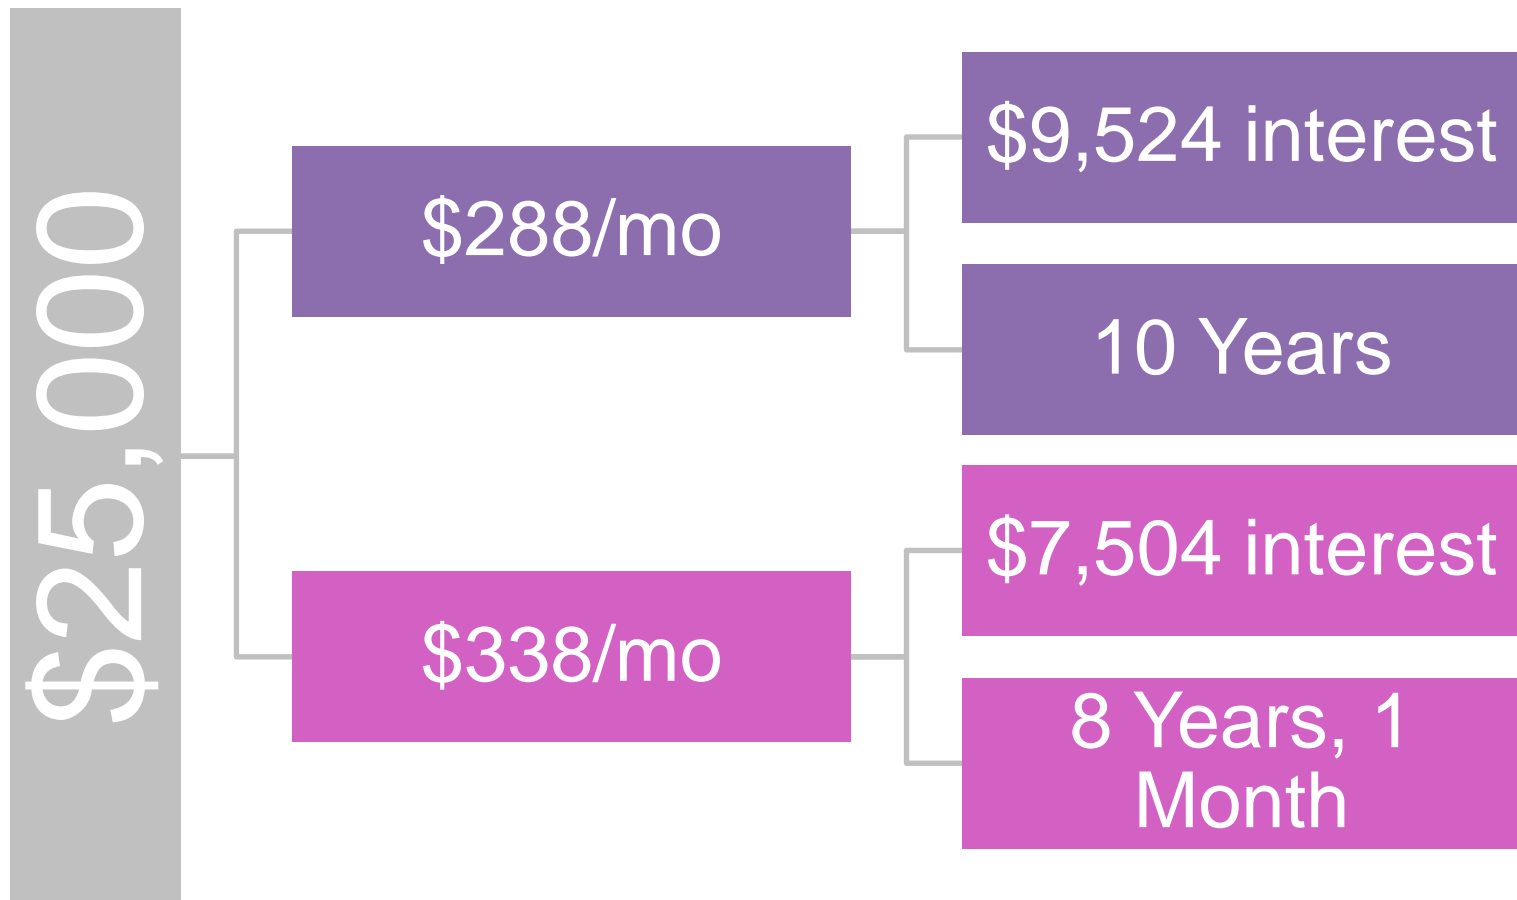 $25,000
$288/mo
$9,524 interest
10 Years
$338/mo
$7,504 interest
8 Years, 1
Month